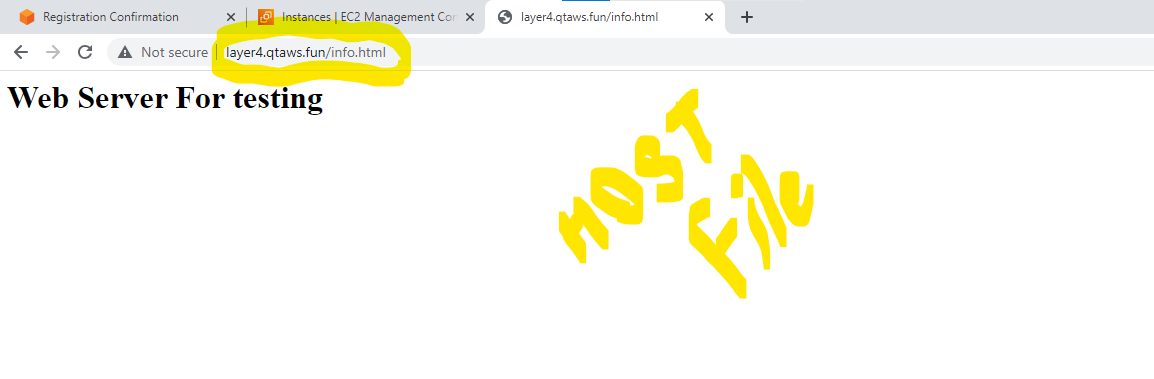 Registration Confirmation
Instances | EC2 Management Con
layer4.qtaws.fun/info.html
Not secure | layer4.qtaws.fun/info.html
Web Server For testing
HOST
File